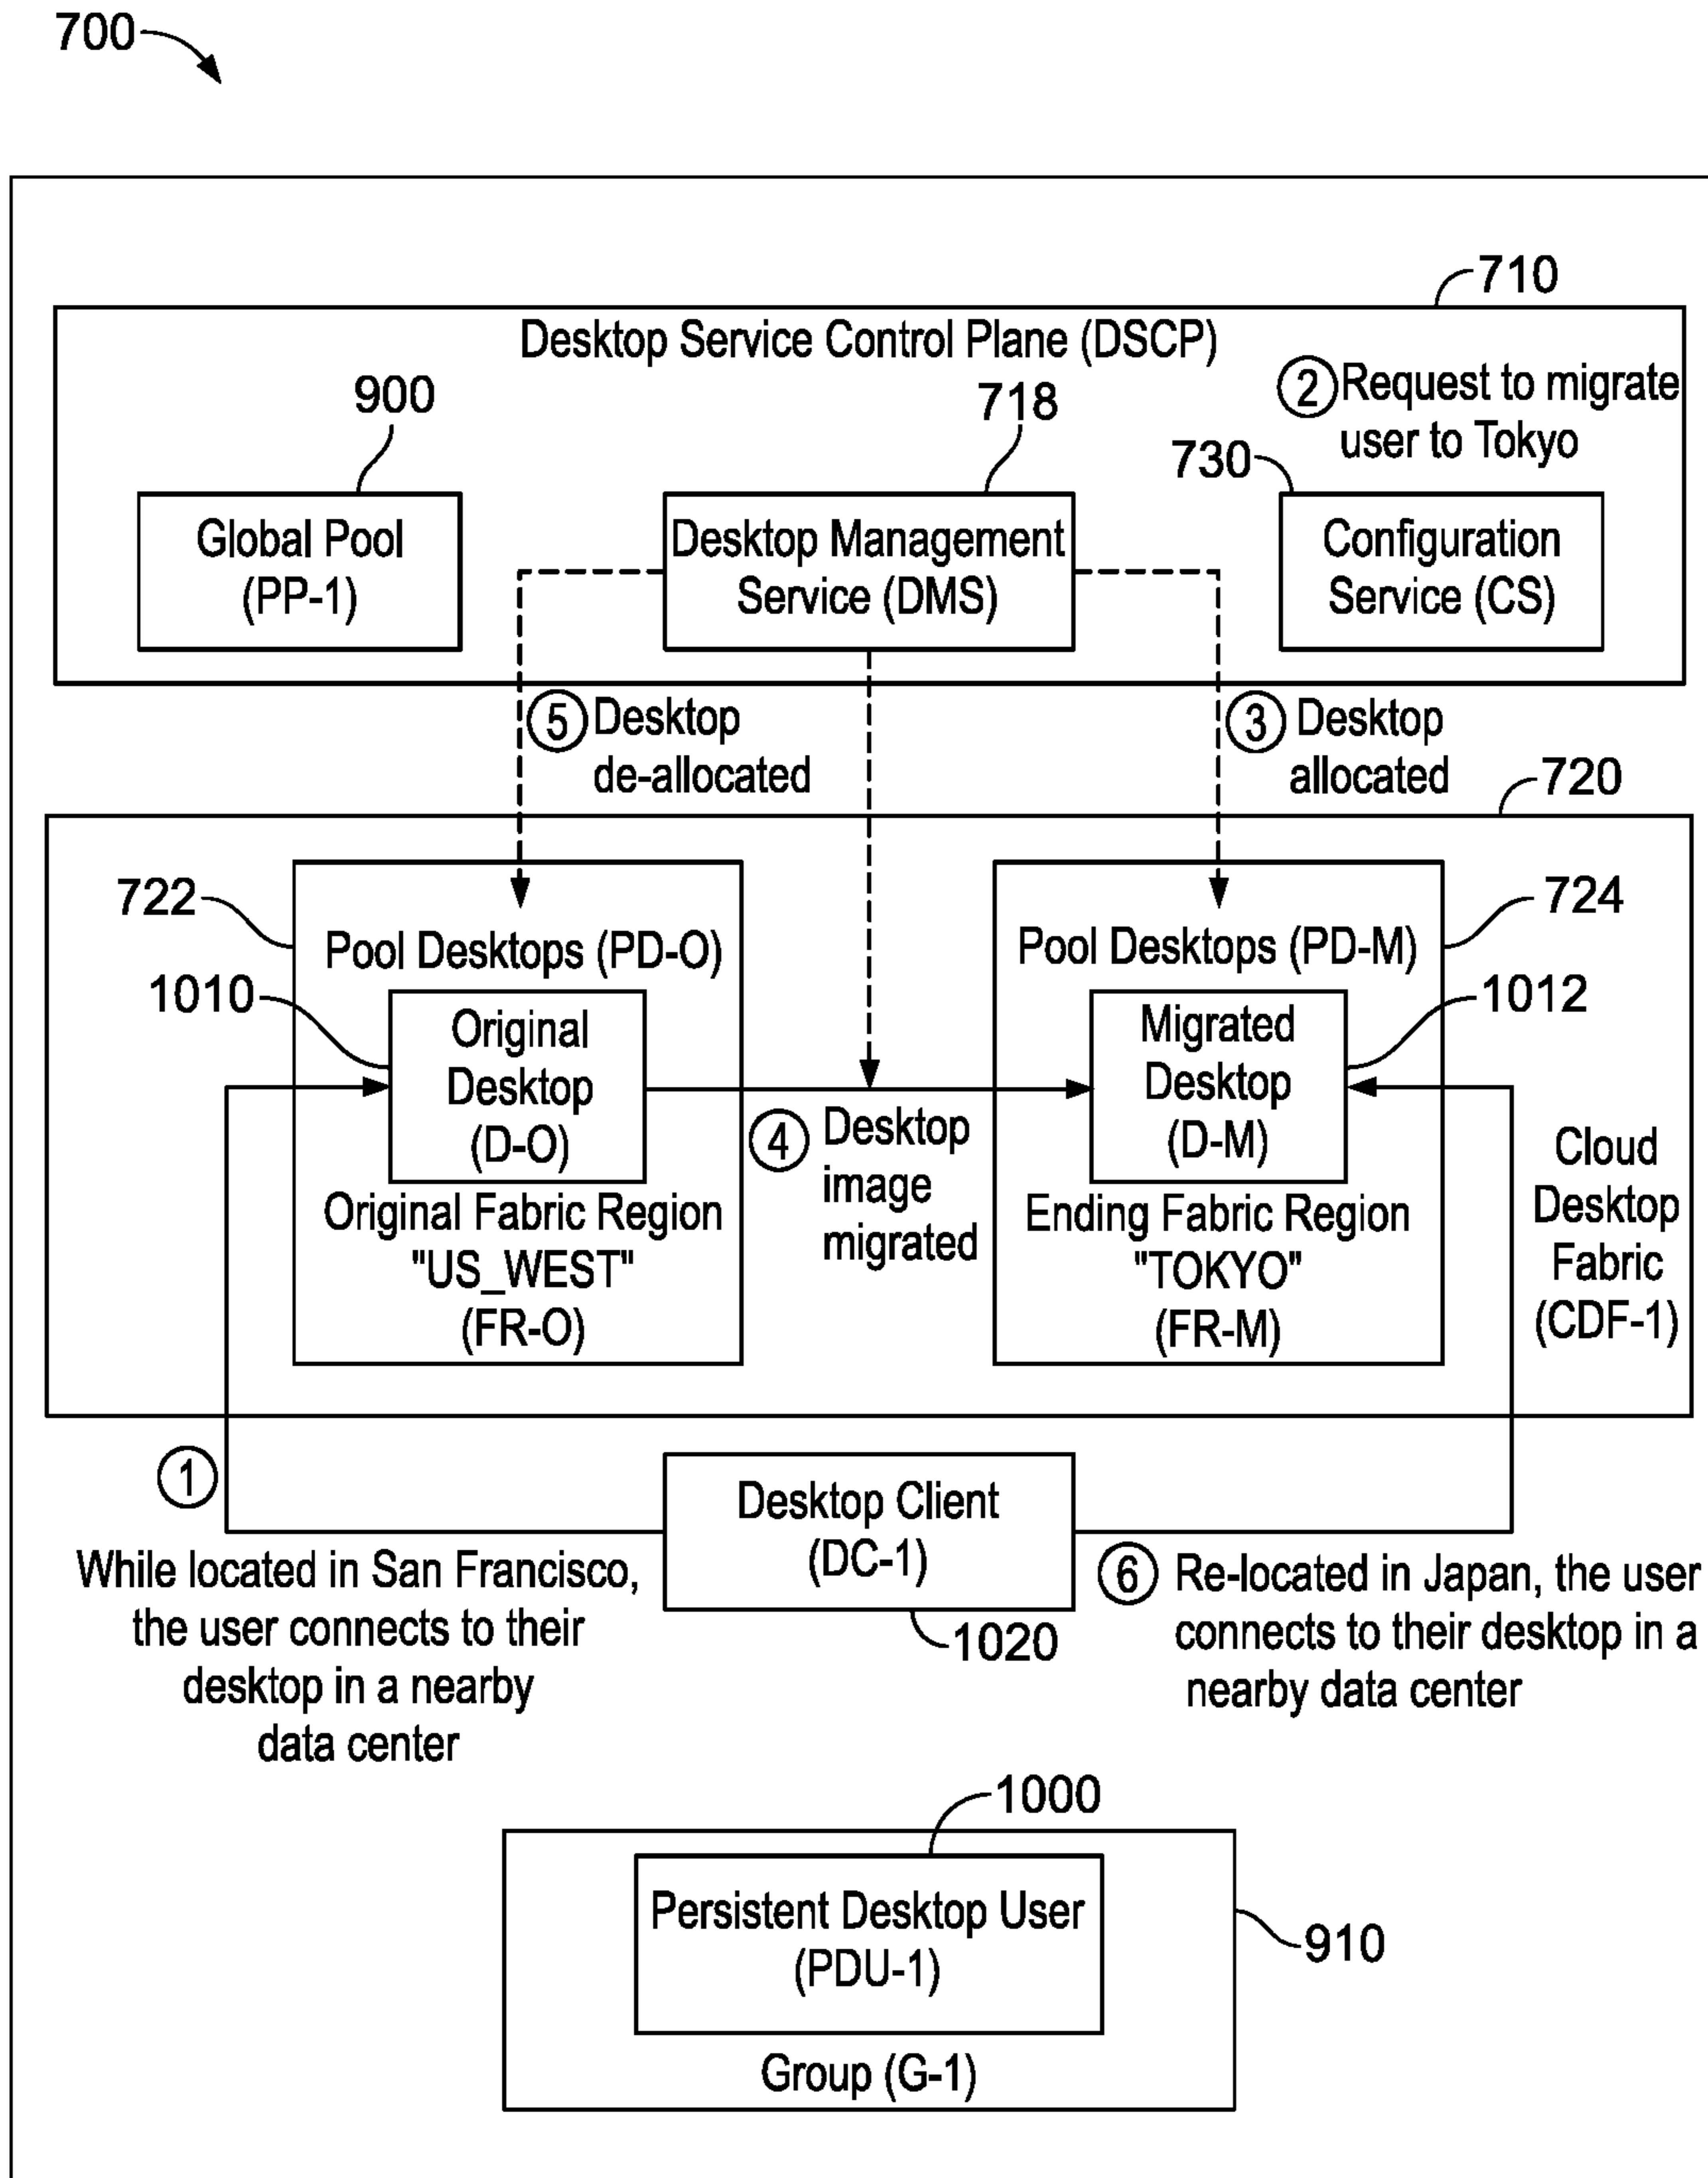 700
710
Desktop Service Control Plane (DSCP)
900
718
② Request to migrate
user to Tokyo
730
Global Pool
(PP-1)
Desktop Management
Service (DMS)
Configuration
Service (CS)
⑤ Desktop
de-allocated
③ Desktop
allocated
720
722
724
Pool Desktops (PD-O)
Pool Desktops (PD-M)
1010
1012
Original
Desktop
(D-O)
Migrated
Desktop
(D-M)
④ Desktop
image
migrated
Original Fabric Region
"US_WEST"
(FR-O)
Ending Fabric Region
"TOKYO"
(FR-M)
Cloud
Desktop
Fabric
(CDF-1)
①
While located in San Francisco,
the user connects to their
desktop in a nearby
data center
Desktop Client
(DC-1)
1020
⑥ Re-located in Japan, the user
connects to their desktop in a
nearby data center
1000
Persistent Desktop User
(PDU-1)
910
Group (G-1)